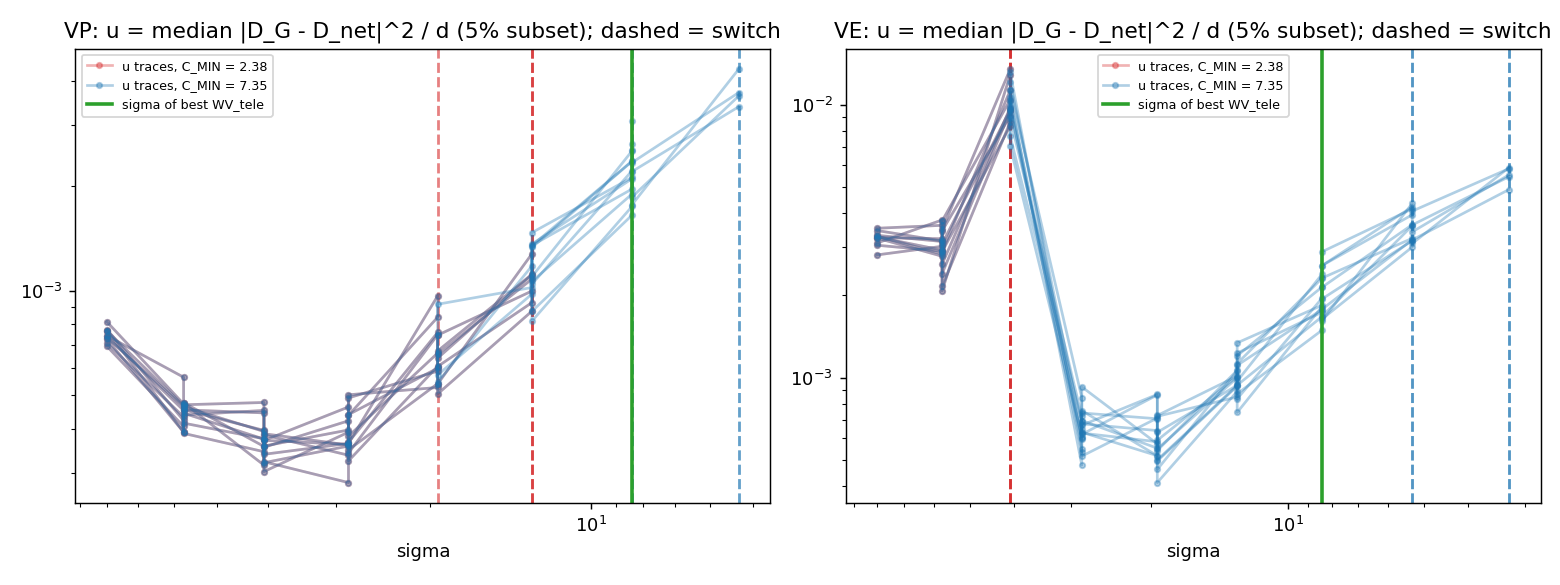 VP: u = median |D_G - D_net|^2 / d (5% subset); dashed = switch
VE: u = median |D_G - D_net|^2 / d (5% subset); dashed = switch
u traces, C_MIN = 2.38
u traces, C_MIN = 7.35
sigma of best WV_tele
u traces, C_MIN = 2.38
u traces, C_MIN = 7.35
sigma of best WV_tele
10^-3
10^1
sigma
10^-2
10^-3
10^1
sigma